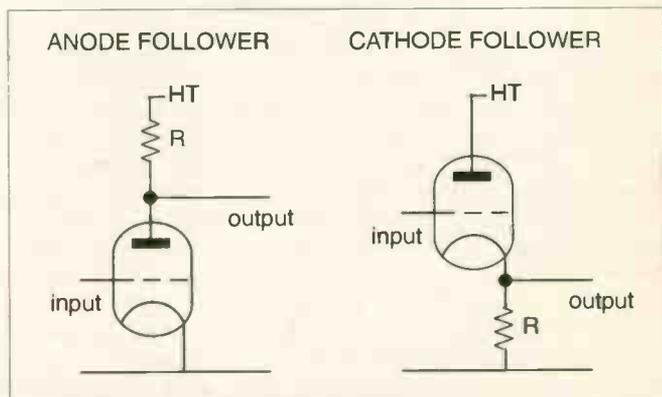 ANODE FOLLOWER
HT
R
output
input
CATHODE FOLLOWER
HT
input
output
R